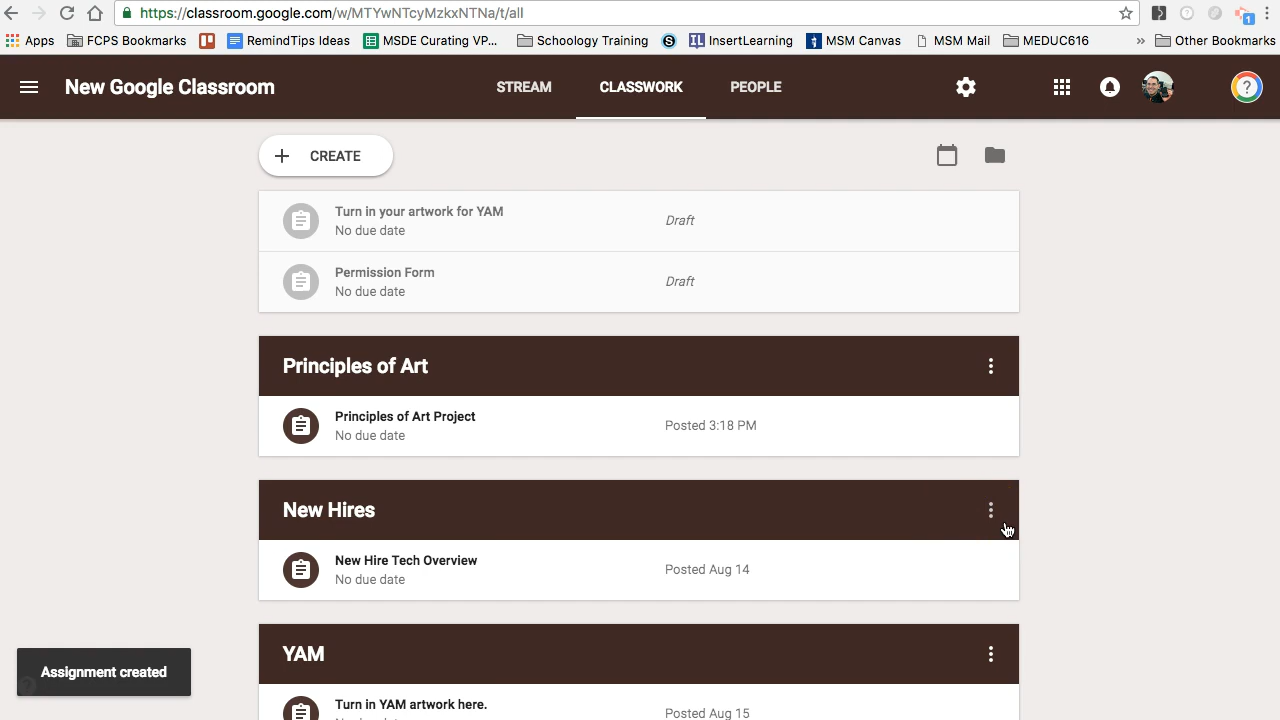 https://classroom.google.com/w/MTYwNTcyMzkxNTNa/t/all
Apps FCPS Bookmarks RemindTips Ideas MSDE Curating VP... Schoology Training InsertLearning MSM Canvas MSM Mail MEDUC616 » Other Bookmarks
New Google Classroom STREAM CLASSWORK PEOPLE
CREATE
Turn in your artwork for YAM
No due date
Draft
Permission Form
No due date
Draft
Principles of Art
Principles of Art Project
No due date
Posted 3:18 PM
New Hires
New Hire Tech Overview
No due date
Posted Aug 14
YAM
Turn in YAM artwork here.
Posted Aug 15
Assignment created